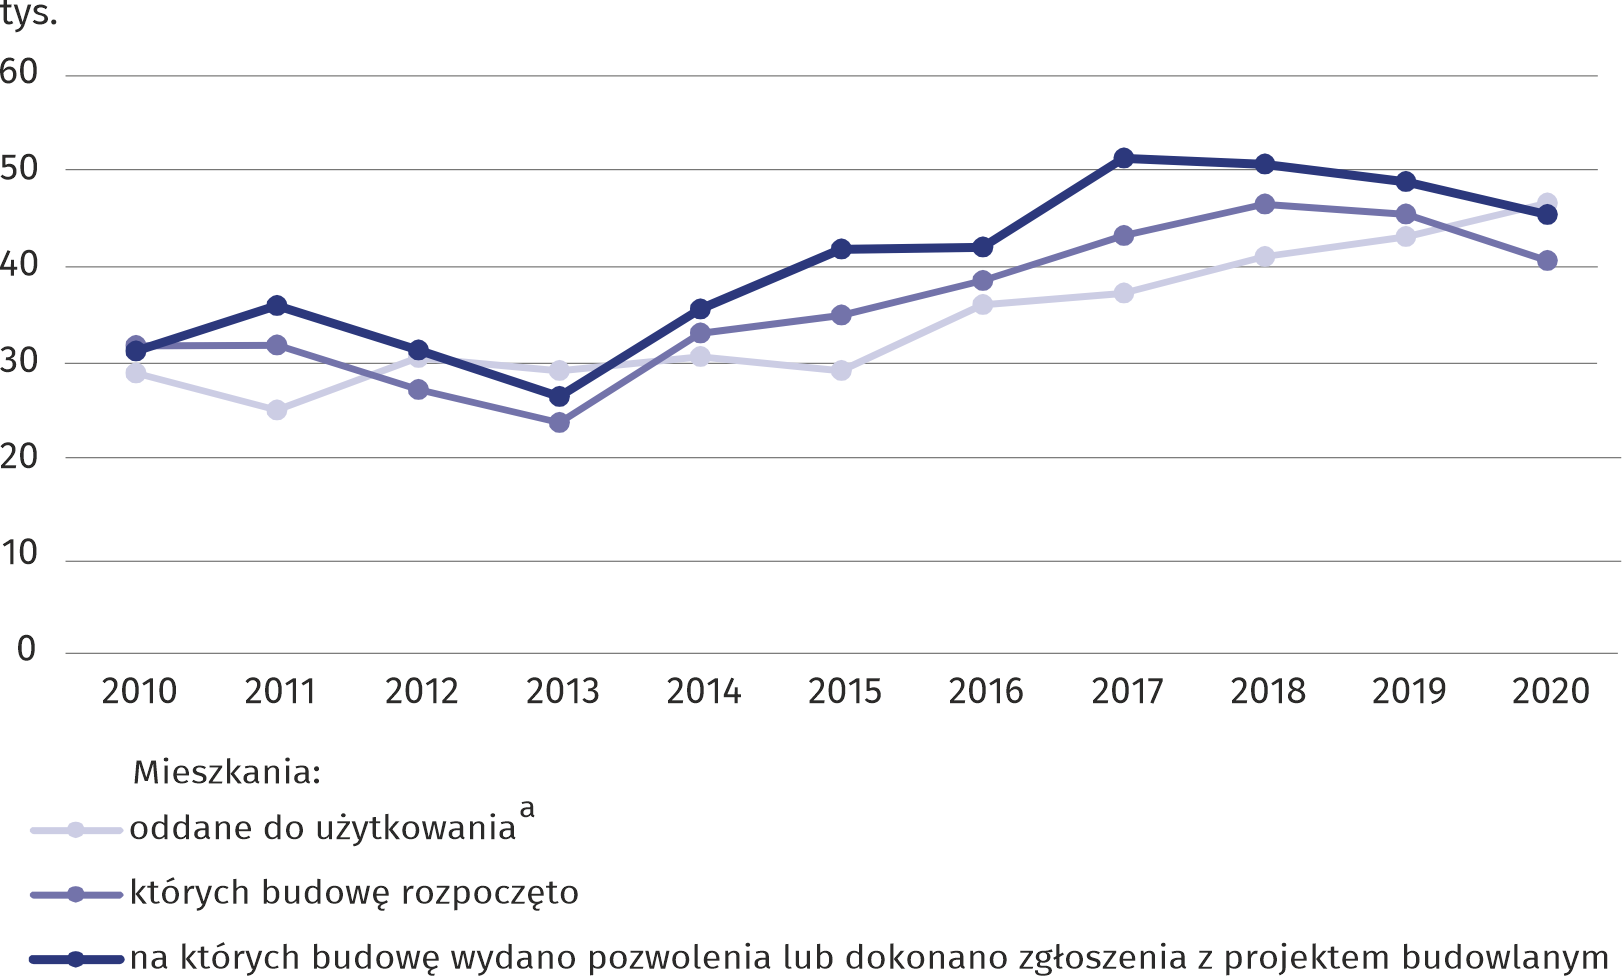 tys.
60
50
40
30
20
10
0
2010 2011 2012 2013 2014 2015 2016 2017 2018 2019 2020
Mieszkania:
oddane do użytkowania a
których budowę rozpoczęto
na których budowę wydano pozwolenia lub dokonano zgłoszenia z projektem budowlanym